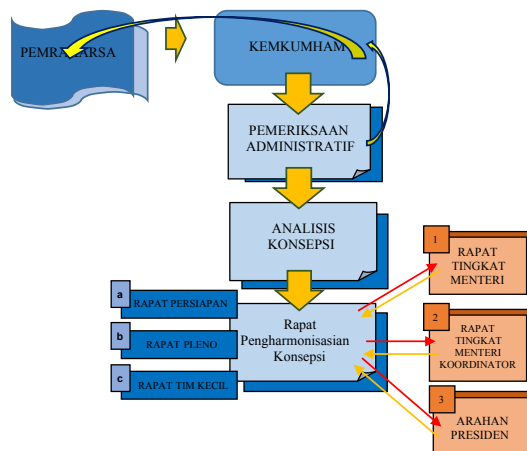 PEMRAKARSA
KEMKUMHAM
PEMERIKSAAN
ADMINISTRATIF
ANALISIS
KONSEPSI
1
RAPAT
TINGKAT
MENTERI
a
RAPAT PERSIAPAN
b
RAPAT PLENO
c
RAPAT TIM KECIL
Rapat
Pengharmonisasian
Konsepsi
2
RAPAT
TINGKAT
MENTERI
KOORDINATOR
3
ARAHAN
PRESIDEN